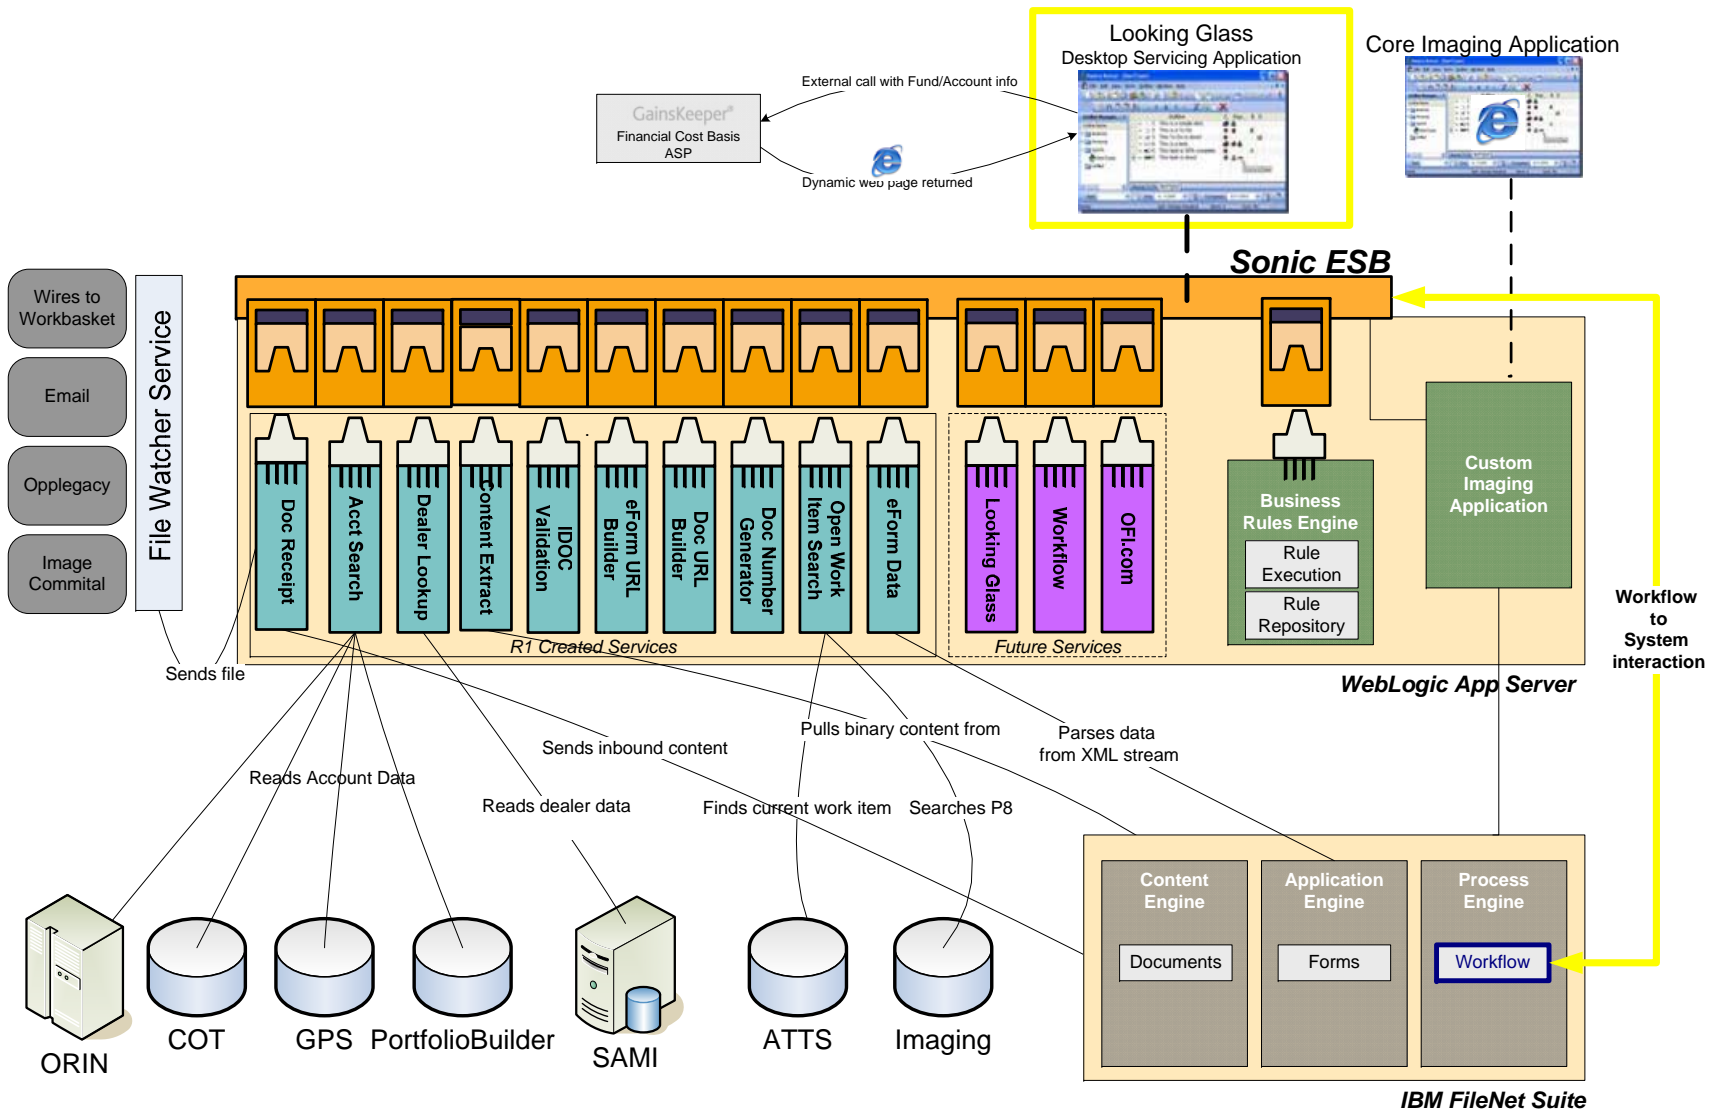 Looking Glass
Desktop Servicing Application
Core Imaging Application
External call with Fund/Account info
GainsKeeper®
Financial Cost Basis
ASP
Dynamic web page returned
Sonic ESB
Wires to
Workbasket
Email
Opplegacy
Image
Commital
File Watcher Service
Sends file
Doc Receipt
Acct Search
Dealer Lookup
Content Extract
IDOC
Validation
eForm URL
Builder
Doc URL
Builder
Doc Number
Generator
Open Work
Item Search
eForm Data
R1 Created Services
Looking Glass
Workflow
OFI.com
Future Services
Business
Rules Engine
Rule
Execution
Rule
Repository
Custom
Imaging
Application
WebLogic App Server
Workflow
to
System
interaction
Sends inbound content
Pulls binary content from
Parses data
from XML stream
Reads Account Data
Reads dealer data
Finds current work item
Searches P8
ORIN
COT
GPS
PortfolioBuilder
SAMI
ATTS
Imaging
Content
Engine
Documents
Application
Engine
Forms
Process
Engine
Workflow
IBM FileNet Suite